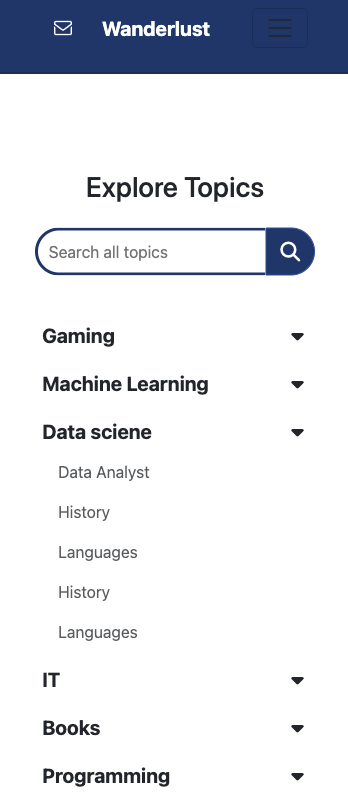 Wanderlust
Explore Topics
Search all topics
Gaming
Machine Learning
Data sciene
Data Analyst
History
Languages
History
Languages
IT
Books
Programming